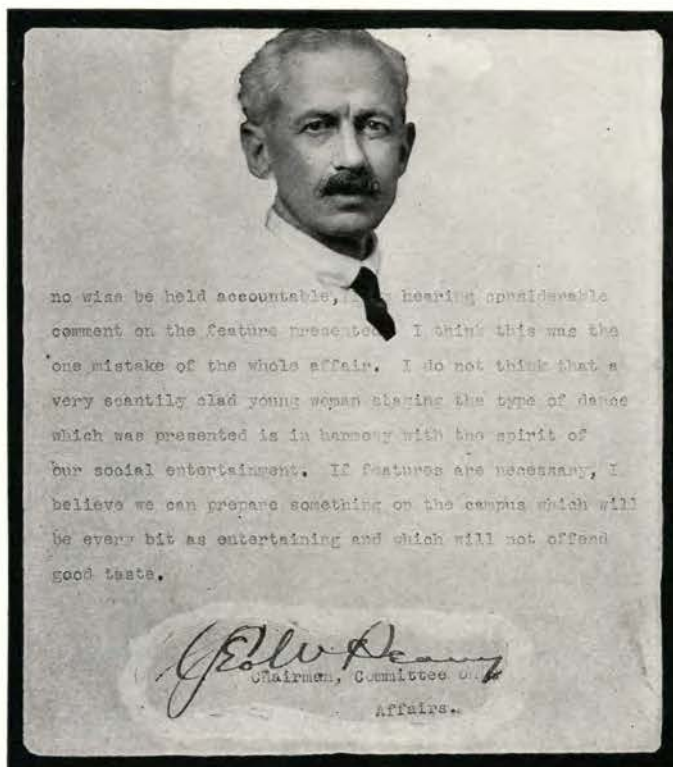 no wise be held accountable, hearing considerable
comment on the feature presented I think this was the
one mistake of the whole affair. I do not think that a
very scantily clad young woman staging the type of dance
which was presented is in harmony with the spirit of
our social entertainment. If features are necessary, I
believe we can prepare something on the campus which will
be every bit as entertaining and which will not offend
good taste.
Geo W Peavy
Chairman, Committee on
Affairs.